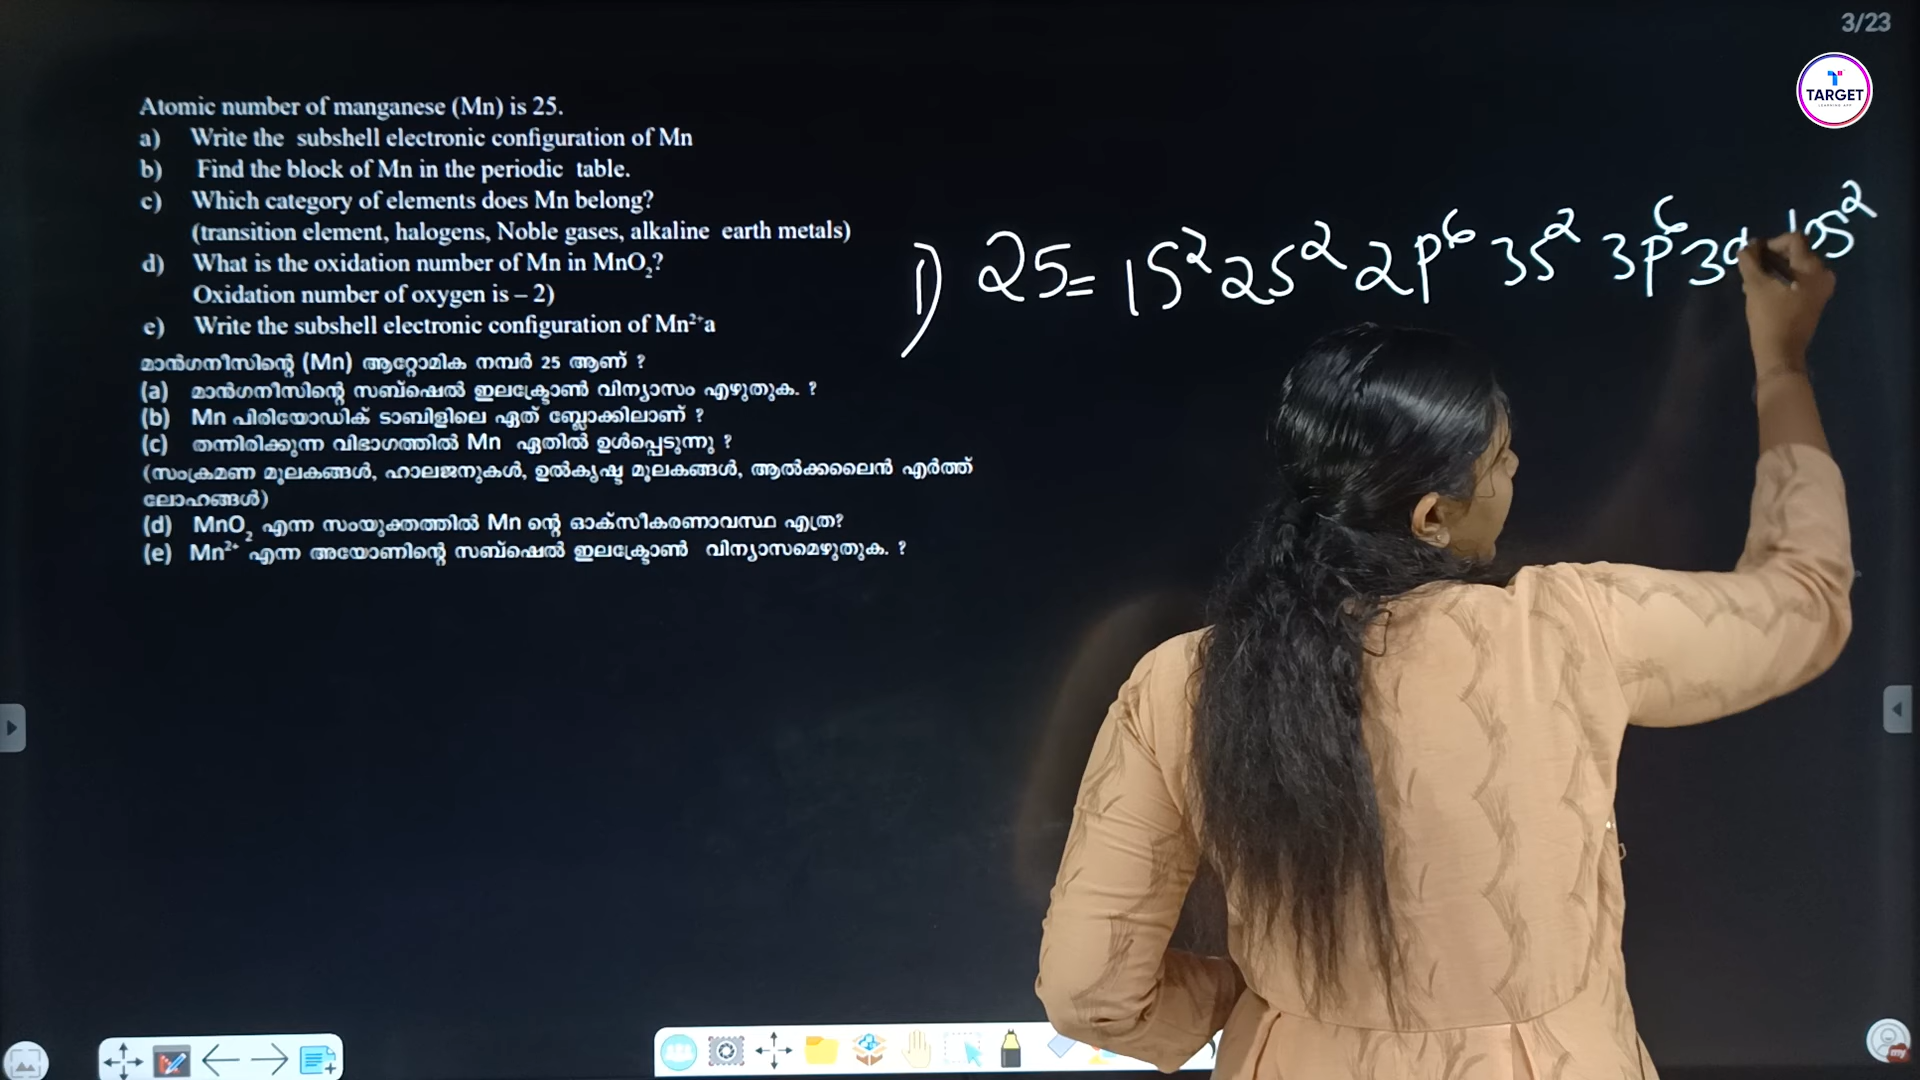 3/23
TARGET
LEARNING APP
Atomic number of manganese (Mn) is 25.
a) Write the subshell electronic configuration of Mn
b) Find the block of Mn in the periodic table.
c) Which category of elements does Mn belong?
(transition element, halogens, Noble gases, alkaline earth metals)
d) What is the oxidation number of Mn in MnO₂?
Oxidation number of oxygen is – 2)
e) Write the subshell electronic configuration of Mn²⁺a
മാൻഗനീസിന്റെ (Mn) ആറ്റോമിക നമ്പർ 25 ആണ് ?
(a) മാൻഗനീസിന്റെ സബ്ഷെൽ ഇലക്ട്രോൺ വിന്യാസം എഴുതുക. ?
(b) Mn പിരിയോഡിക് ടാബിളിലെ ഏത് ബ്ലോക്കിലാണ് ?
(c) തന്നിരിക്കുന്ന വിഭാഗത്തിൽ Mn ഏതിൽ ഉൾപ്പെടുന്നു ?
(സംക്രമണ മൂലകങ്ങൾ, ഹാലജനുകൾ, ഉൽകൃഷ്ട മൂലകങ്ങൾ, ആൽക്കലൈൻ എർത്ത്
ലോഹങ്ങൾ)
(d) MnO₂ എന്ന സംയുക്തത്തിൽ Mn ന്റെ ഓക്സീകരണാവസ്ഥ എത്ര?
(e) Mn²⁺ എന്ന അയോണിന്റെ സബ്ഷെൽ ഇലക്ട്രോൺ വിന്യാസമെഴുതുക. ?
1) 25= 1s² 2s² 2p⁶ 3s² 3p⁶ 3d